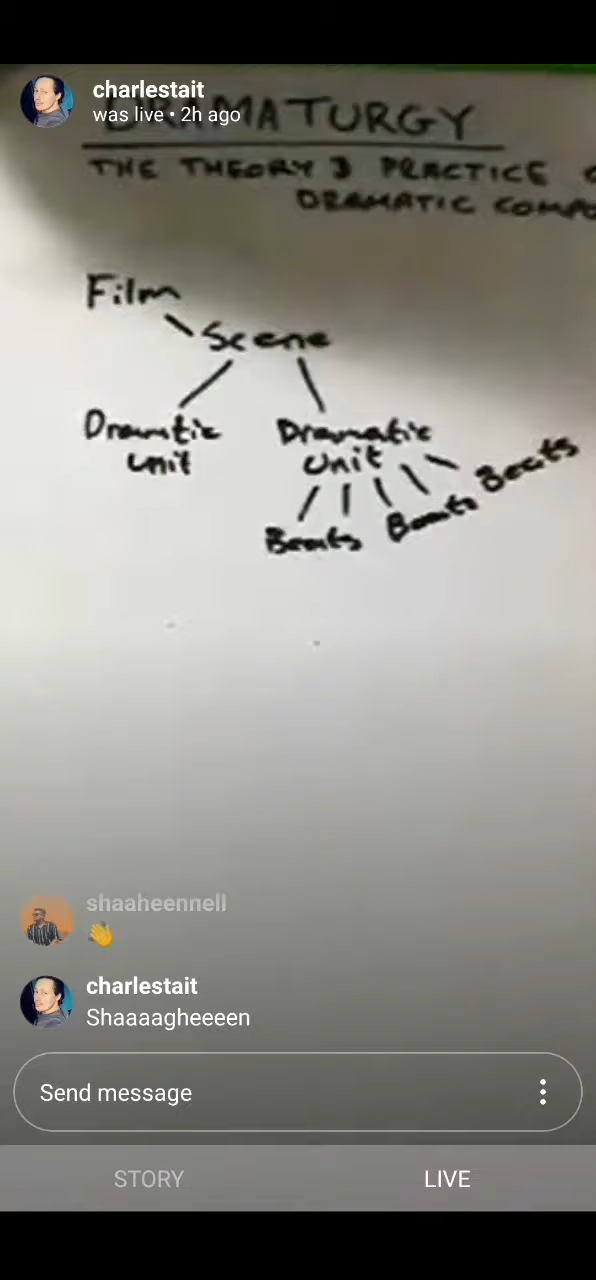 charlestait
was live • 2h ago
DRAMATURGY
THE THEORY & PRACTICE
DRAMATIC
Film
Scene
Dramatic Dramatic
Unit Unit
Beats Beats Beats
shaaheennell
👋
charlestait
Shaaaagheeeen
Send message
STORY LIVE